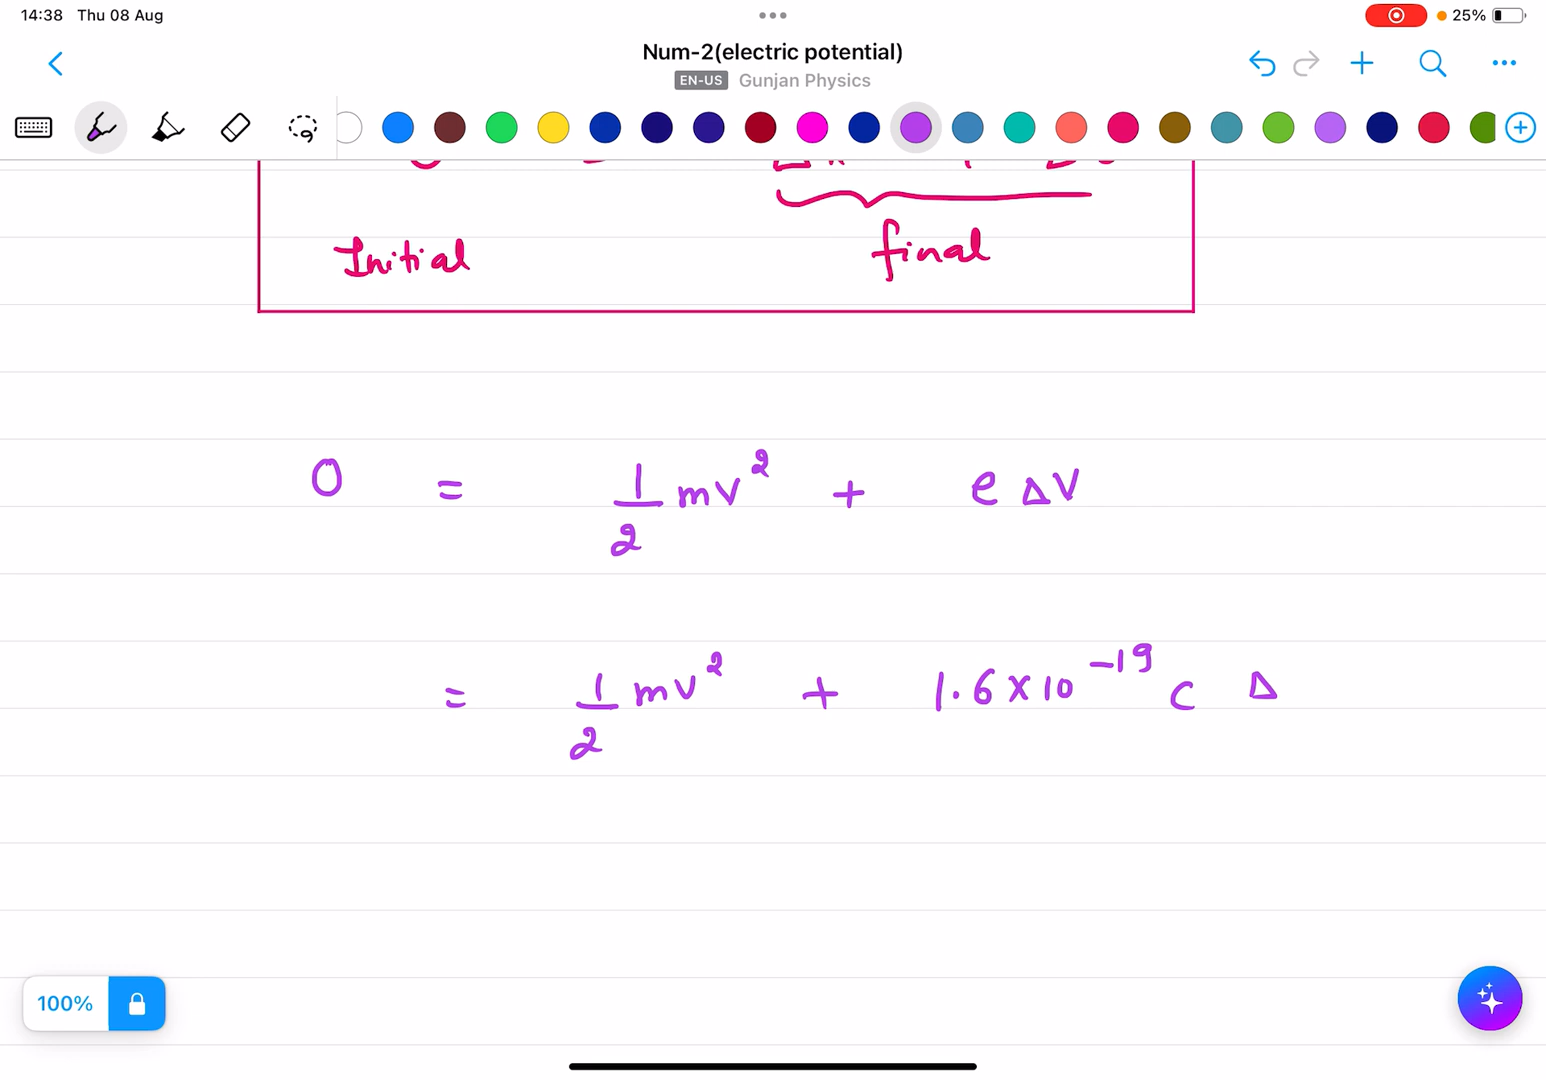 14:38 Thu 08 Aug
25%
Num-2(electric potential)
EN-US Gunjan Physics
Initial final
0 = 1/2 mv² + e ΔV
= 1/2 mv² + 1.6×10⁻¹⁹ C Δ
100%